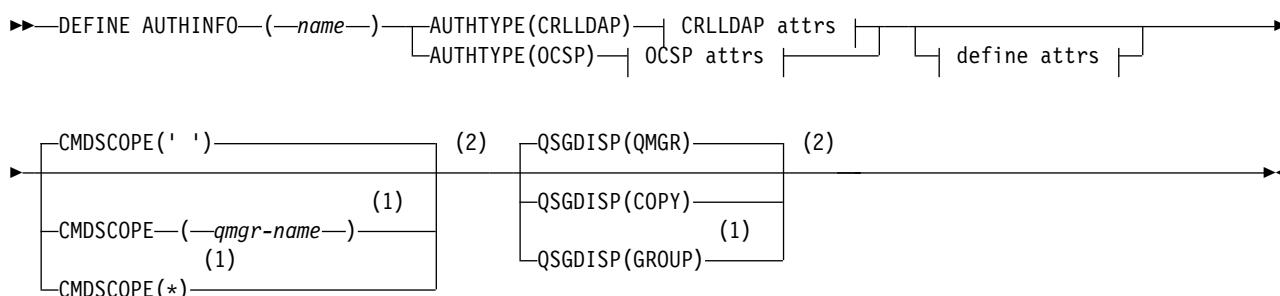 DEFINE AUTHINFO ( name ) AUTHTYPE(CRLLDAP) CRLLDAP attrs
AUTHTYPE(OCSP) OCSP attrs define attrs
CMDSCOPE(' ') (2) QSGDISP(QMGR) (2)
(1) QSGDISP(COPY)
CMDSCOPE ( qmgr-name ) (1)
(1) QSGDISP(GROUP)
CMDSCOPE(*)